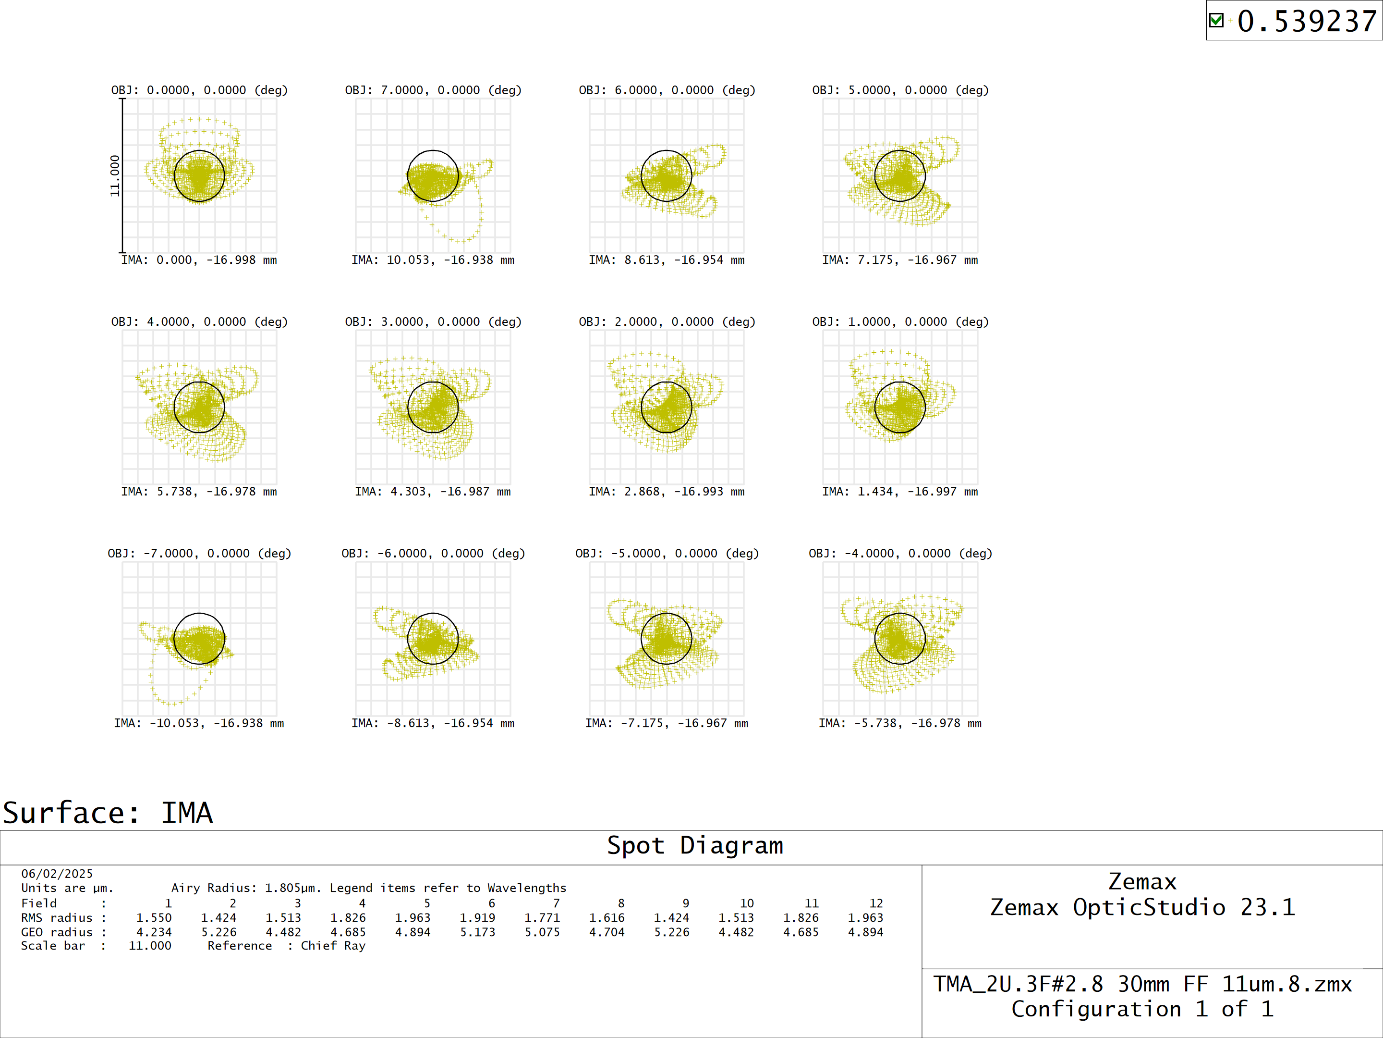 0.539237
OBJ: 0.0000, 0.0000 (deg) OBJ: 7.0000, 0.0000 (deg) OBJ: 6.0000, 0.0000 (deg) OBJ: 5.0000, 0.0000 (deg)
11.000
IMA: 0.000, -16.998 mm IMA: 10.053, -16.938 mm IMA: 8.613, -16.954 mm IMA: 7.175, -16.967 mm
OBJ: 4.0000, 0.0000 (deg) OBJ: 3.0000, 0.0000 (deg) OBJ: 2.0000, 0.0000 (deg) OBJ: 1.0000, 0.0000 (deg)
IMA: 5.738, -16.978 mm IMA: 4.303, -16.987 mm IMA: 2.868, -16.993 mm IMA: 1.434, -16.997 mm
OBJ: -7.0000, 0.0000 (deg) OBJ: -6.0000, 0.0000 (deg) OBJ: -5.0000, 0.0000 (deg) OBJ: -4.0000, 0.0000 (deg)
IMA: -10.053, -16.938 mm IMA: -8.613, -16.954 mm IMA: -7.175, -16.967 mm IMA: -5.738, -16.978 mm
Surface: IMA
Spot Diagram
06/02/2025
Units are µm. Airy Radius: 1.805µm. Legend items refer to Wavelengths
Field : 1 2 3 4 5 6 7 8 9 10 11 12
RMS radius : 1.550 1.424 1.513 1.826 1.963 1.919 1.771 1.616 1.424 1.513 1.826 1.963
GEO radius : 4.234 5.226 4.482 4.685 4.894 5.173 5.075 4.704 5.226 4.482 4.685 4.894
Scale bar : 11.000 Reference : Chief Ray
Zemax
Zemax OpticStudio 23.1
TMA_2U.3F#2.8 30mm FF 11um.8.zmx
Configuration 1 of 1